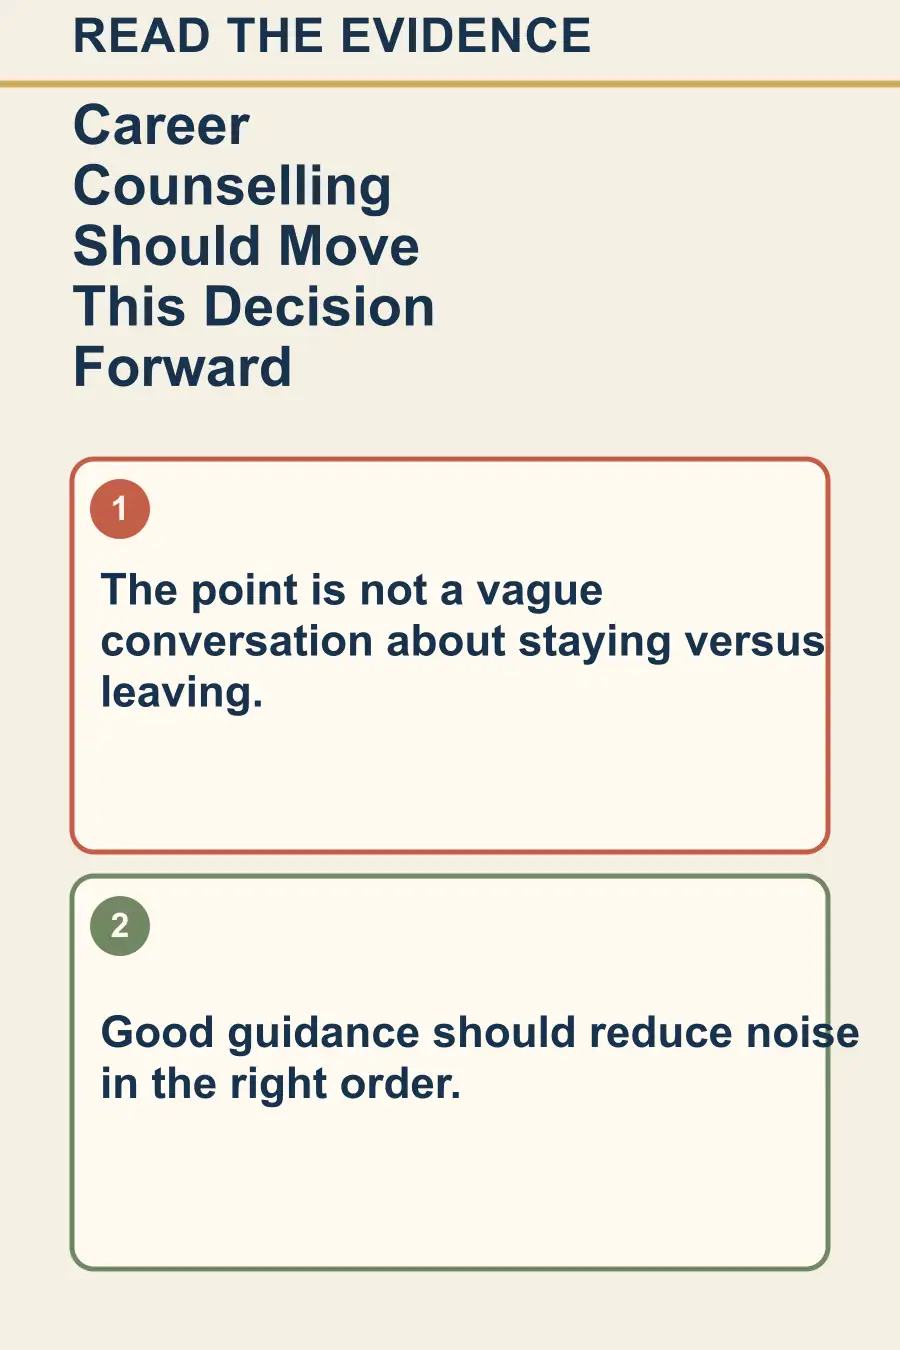 READ THE EVIDENCE
Career
Counselling
Should Move
This Decision
Forward
1
The point is not a vague
conversation about staying versus
leaving.
2
Good guidance should reduce noise
in the right order.